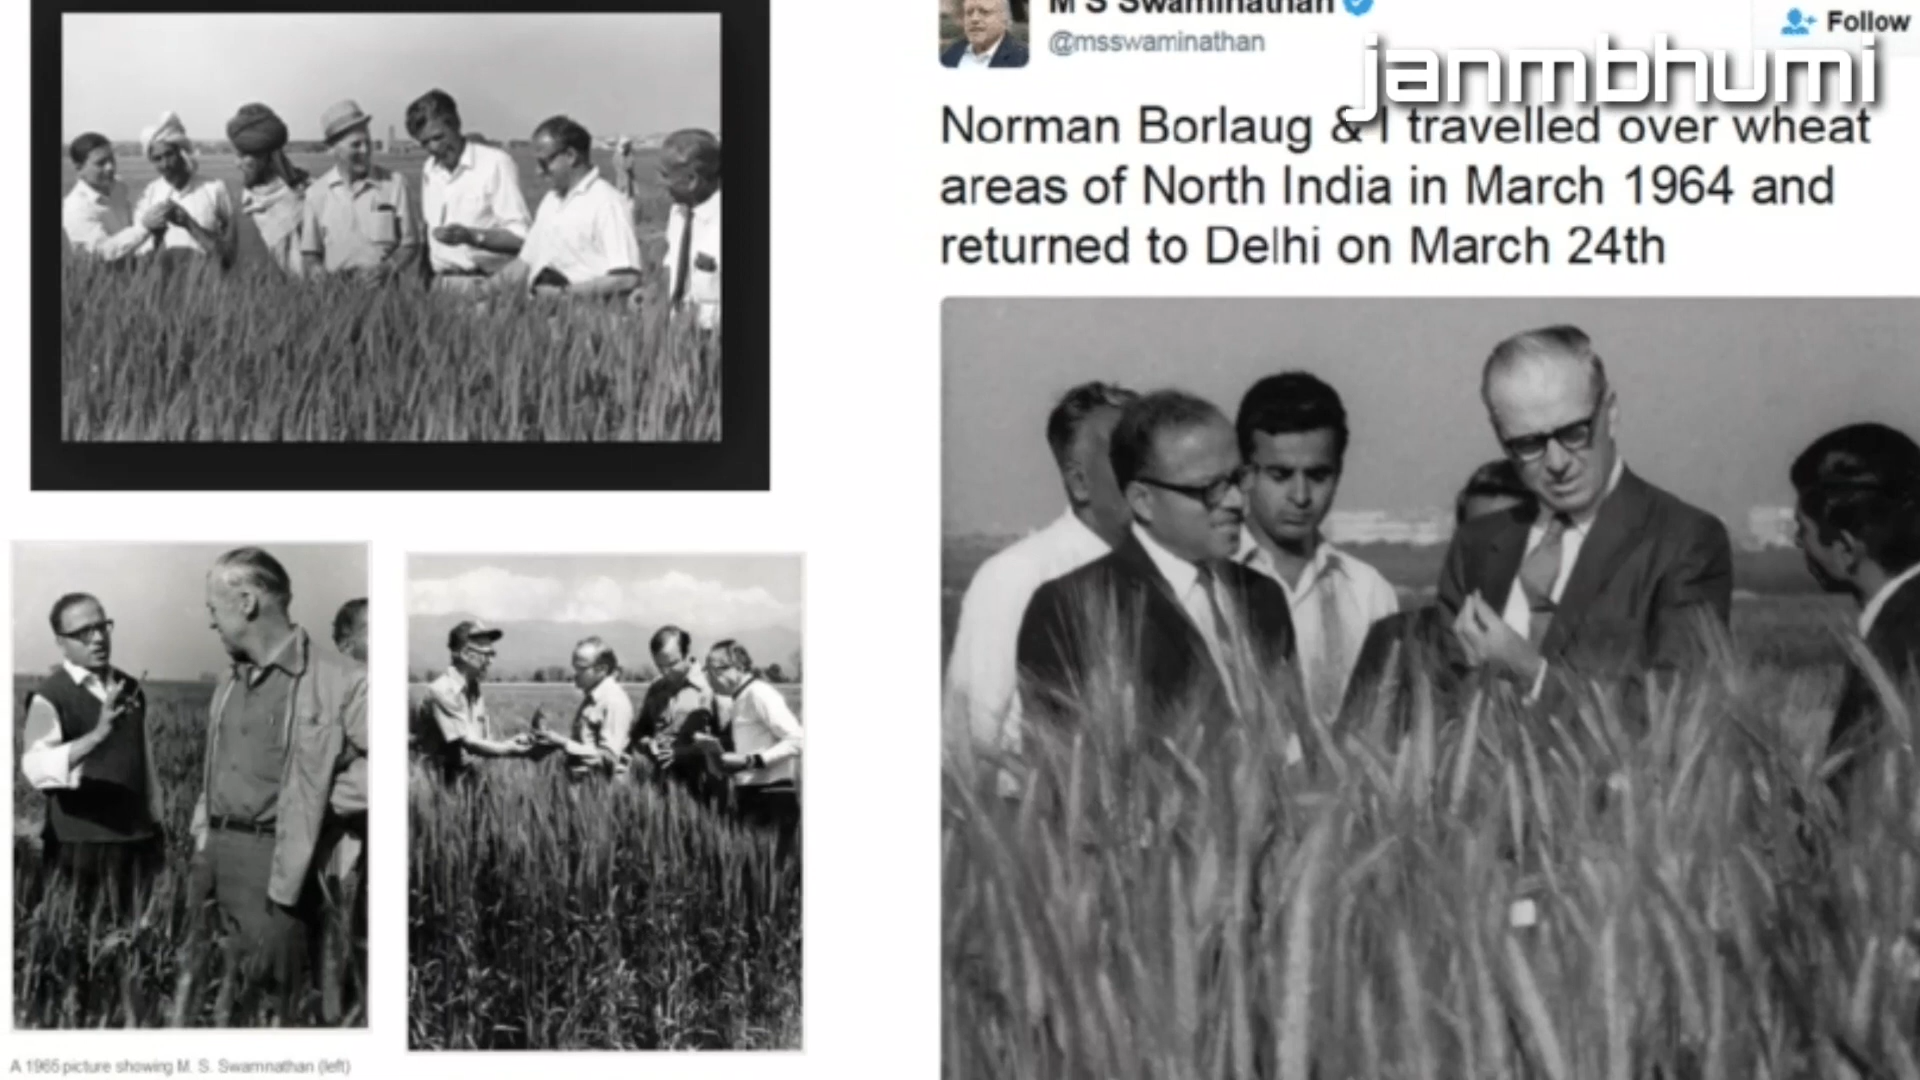 M S Swaminathan
@msswaminathan
Follow
janmbhumi
Norman Borlaug & I travelled over wheat
areas of North India in March 1964 and
returned to Delhi on March 24th
A 1965 picture showing M. S. Swamnathan (left)